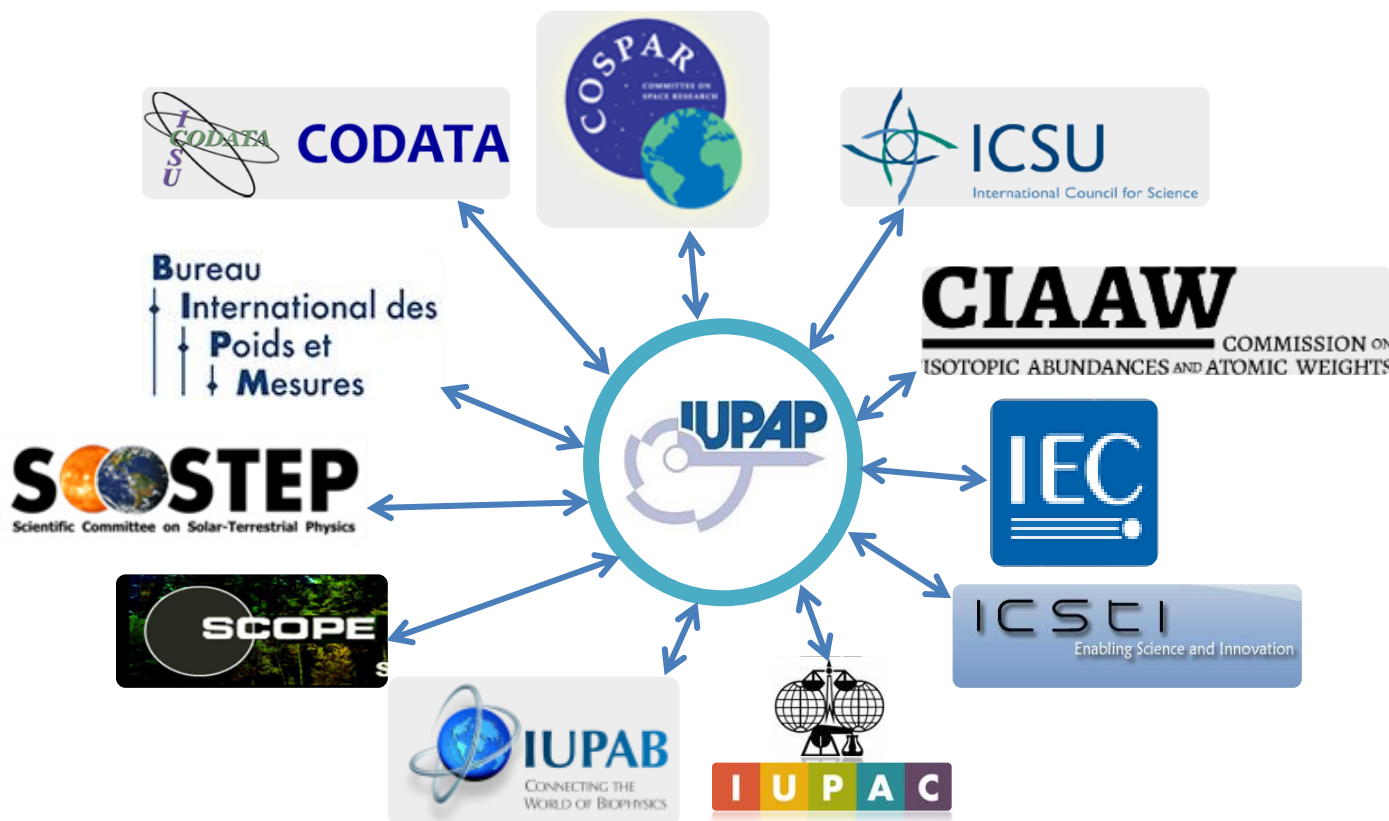 COSPAR
COMMITTEE ON
SPACE RESEARCH
ICSU
CODATA
CODATA
ICSU
International Council for Science
Bureau
International des
Poids et
Mesures
CIAAW
COMMISSION ON
ISOTOPIC ABUNDANCES AND ATOMIC WEIGHTS
IUPAP
IEC
SCOSTEP
Scientific Committee on Solar-Terrestrial Physics
SCOPE
S
ICSTI
Enabling Science and Innovation
IUPAB
CONNECTING THE
WORLD OF BIOPHYSICS
IUPAC